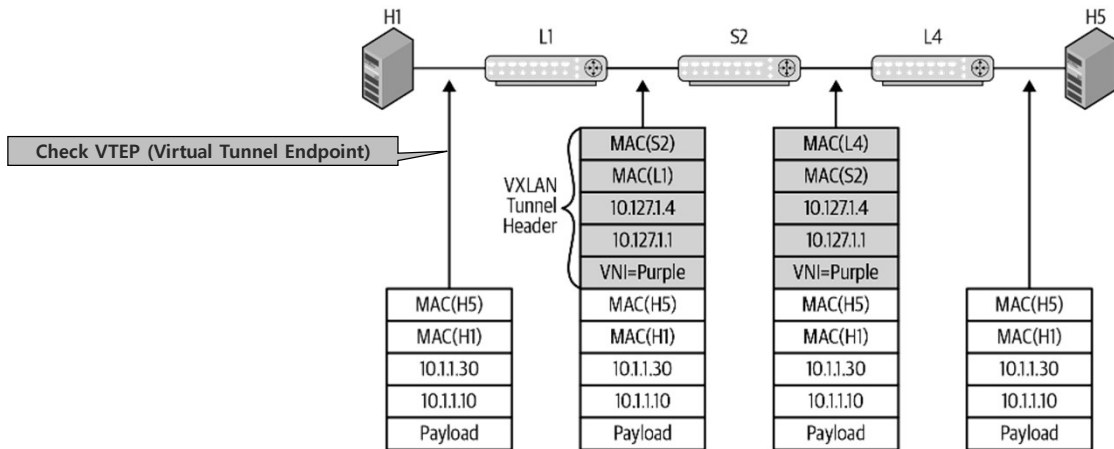 H1
L1
S2
L4
H5
Check VTEP (Virtual Tunnel Endpoint)
VXLAN
Tunnel
Header
MAC(S2)
MAC(L1)
10.127.1.4
10.127.1.1
VNI=Purple
MAC(L4)
MAC(S2)
10.127.1.4
10.127.1.1
VNI=Purple
MAC(H5)
MAC(H1)
10.1.1.30
10.1.1.10
Payload
MAC(H5)
MAC(H1)
10.1.1.30
10.1.1.10
Payload
MAC(H5)
MAC(H1)
10.1.1.30
10.1.1.10
Payload
MAC(H5)
MAC(H1)
10.1.1.30
10.1.1.10
Payload